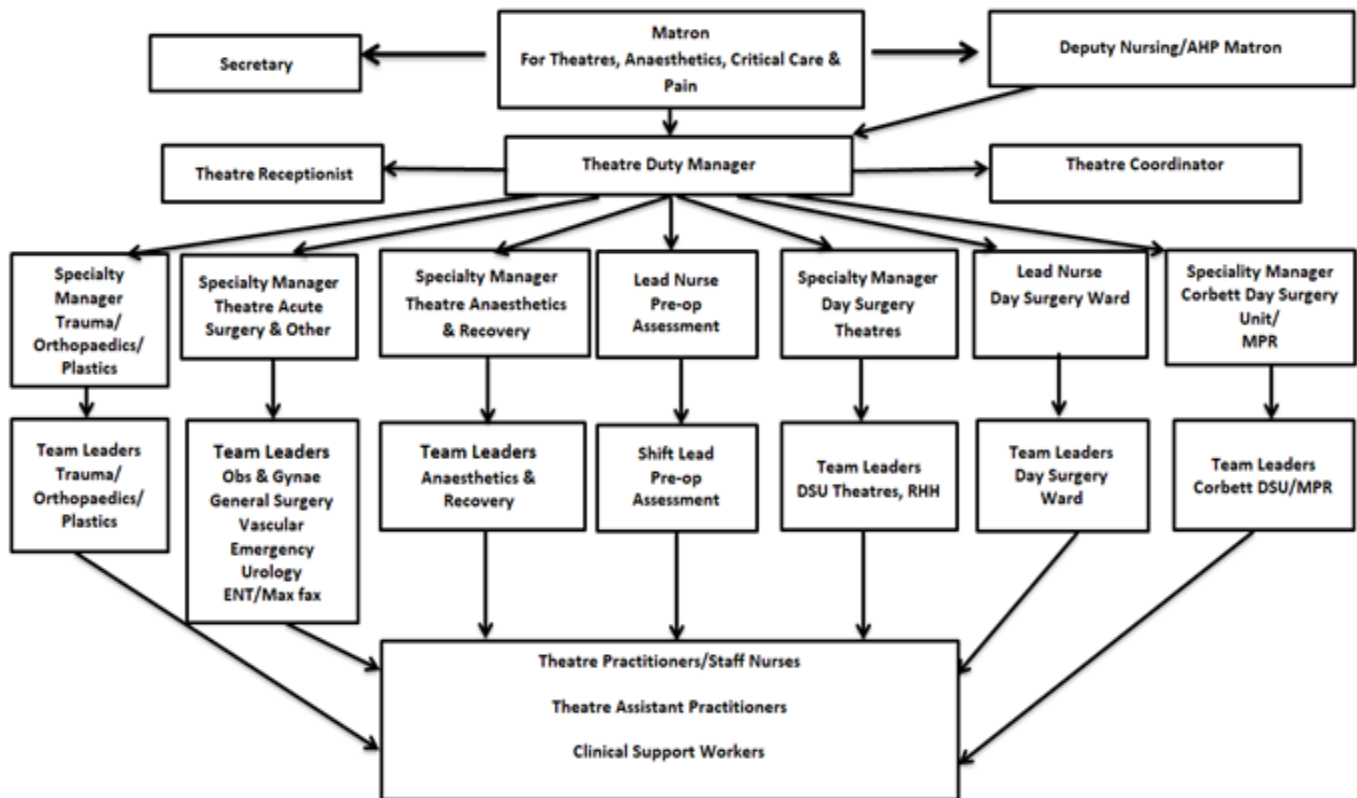 Matron
For Theatres, Anaesthetics, Critical Care &
Pain
Secretary
Deputy Nursing/AHP Matron
Theatre Duty Manager
Theatre Receptionist
Theatre Coordinator
Specialty
Manager
Trauma/
Orthopaedics/
Plastics
Specialty Manager
Theatre Acute
Surgery & Other
Specialty Manager
Theatre Anaesthetics
& Recovery
Lead Nurse
Pre-op
Assessment
Specialty Manager
Day Surgery
Theatres
Lead Nurse
Day Surgery Ward
Speciality Manager
Corbett Day Surgery
Unit/
MPR
Team Leaders
Trauma/
Orthopaedics/
Plastics
Team Leaders
Obs & Gynae
General Surgery
Vascular
Emergency
Urology
ENT/Max fax
Team Leaders
Anaesthetics &
Recovery
Shift Lead
Pre-op
Assessment
Team Leaders
DSU Theatres, RHH
Team Leaders
Day Surgery
Ward
Team Leaders
Corbett DSU/MPR
Theatre Practitioners/Staff Nurses
Theatre Assistant Practitioners
Clinical Support Workers